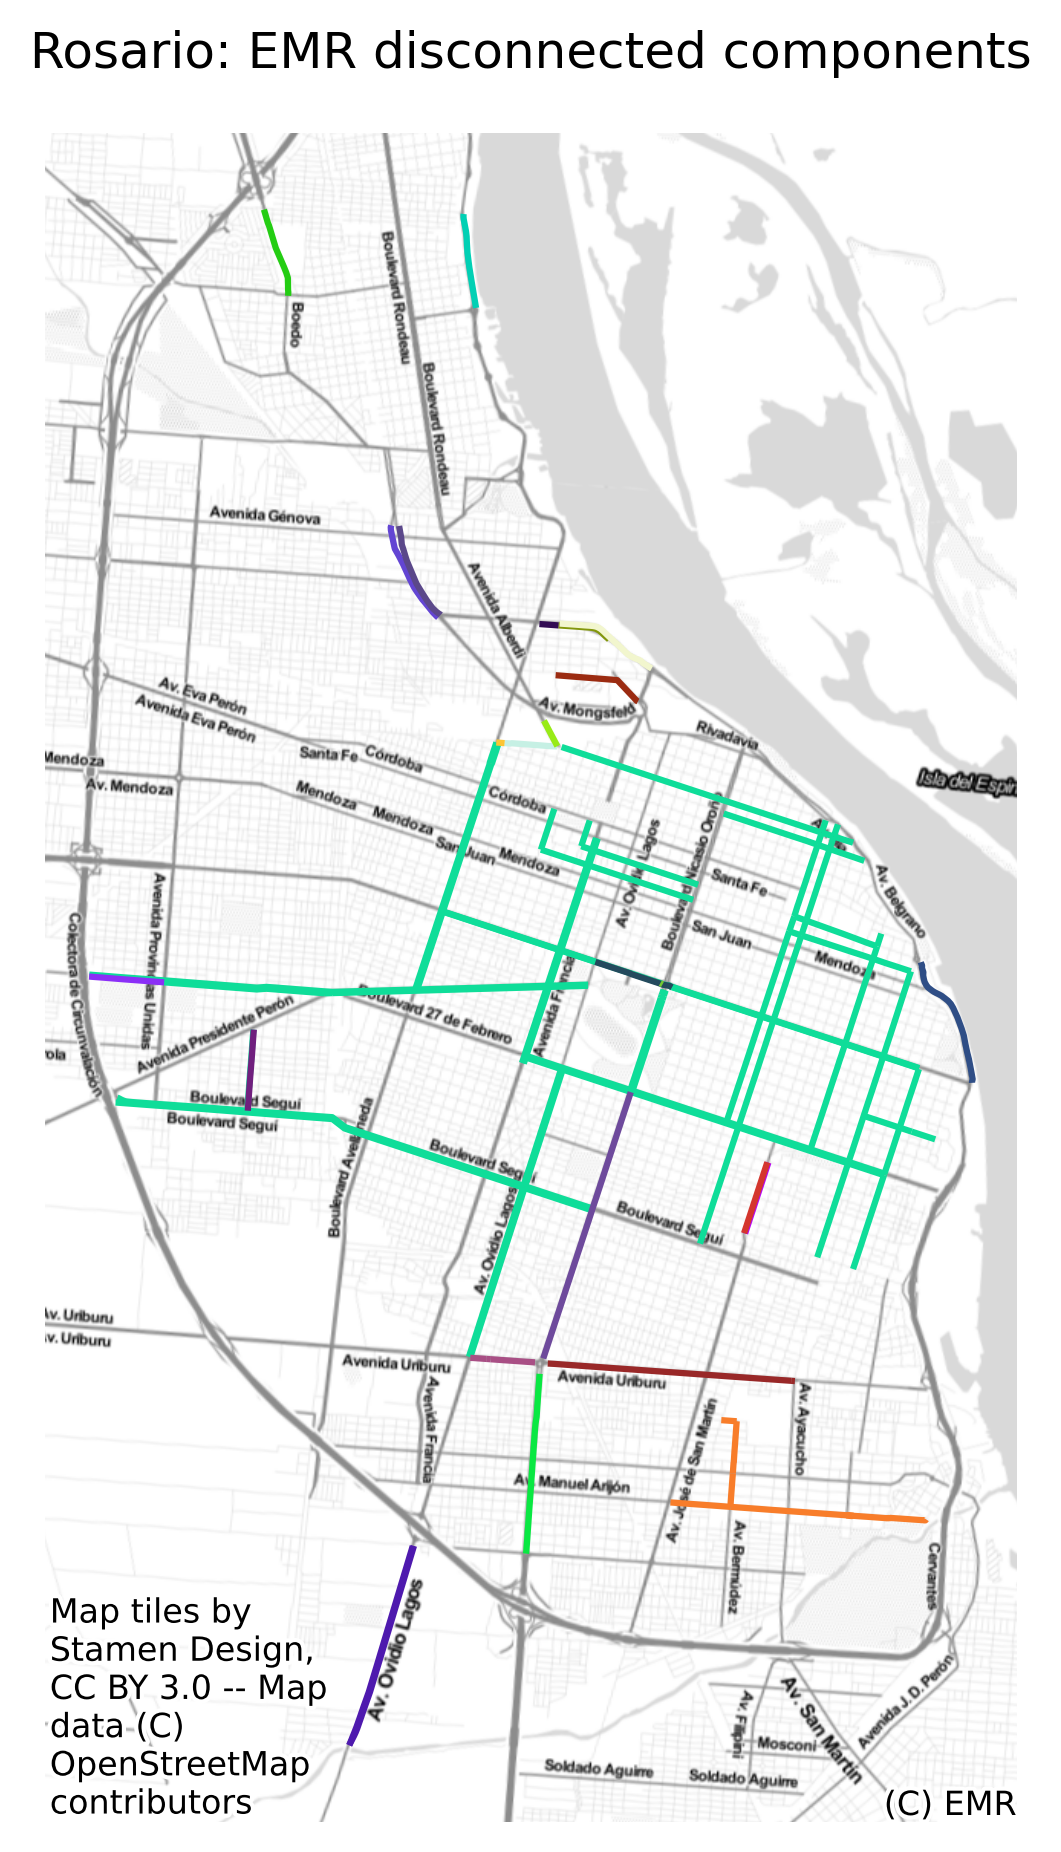 Rosario: EMR disconnected components
Boulevard Rondeau
Boedo
Boulevard Rondeau
Avenida Génova
Avenida Alberdi
Av. Eva Perón
Avenida Eva Perón
Av. Mongsfeld
Rivadavia
Santa Fe
Córdoba
Mendoza
Av. Mendoza
Isla del Espin
Mendoza
Mendoza
Córdoba
San Juan
Mendoza
Av. Ovidio Lagos
Boulevard Nicasio Oroño
Santa Fe
Av. Belgrano
San Juan
Mendoza
Avenida Provincias Unidas
Colectora de Circunvalación
Avenida Francia
Boulevard 27 de Febrero
Avenida Presidente Perón
ola
Boulevard Seguí
Boulevard Seguí
Boulevard Avellaneda
Boulevard Seguí
Av. Ovidio Lagos
Boulevard Seguí
Av. Uriburu
Av. Uriburu
Avenida Uriburu
Avenida Uriburu
Avenida Francia
Av. Ayacucho
Av. José de San Martín
Av. Manuel Arijón
Av. Bermúdez
Cervantes
Av. Ovidio Lagos
Map tiles by
Stamen Design,
CC BY 3.0 -- Map
data (C)
OpenStreetMap
contributors
Av. San Martín
Avenida J.D. Perón
Av. Filipini
Mosconi
Soldado Aguirre
Soldado Aguirre
(C) EMR